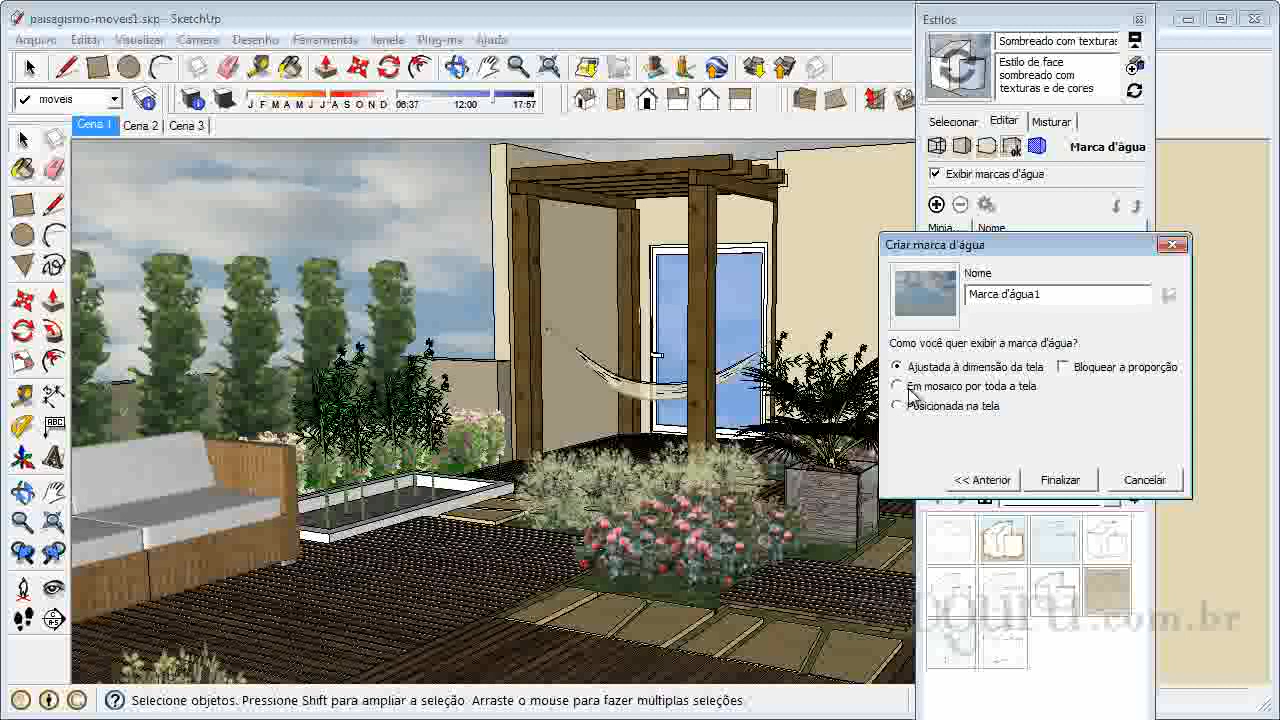 paisagismo-moveis1.skp - SketchUp
Arquivo Editar Visualizar Câmera Desenho Ferramentas Janela Plug-ins Ajuda
moveis
J F M A M J J A S O N D
06:37 12:00 17:57
Cena 1 Cena 2 Cena 3
ABC
Estilos
Sombreado com texturas
Estilo de face
sombreado com
texturas e de cores
Selecionar Editar Misturar
Marca d'água
Exibir marcas d'água
Minia... Nome
Criar marca d'água
Nome
Marca d'água1
Como você quer exibir a marca d'água?
Ajustada à dimensão da tela Bloquear a proporção
Em mosaico por toda a tela
Posicionada na tela
<< Anterior Finalizar Cancelar
.com.br
Selecione objetos. Pressione Shift para ampliar a seleção. Arraste o mouse para fazer multiplas seleções